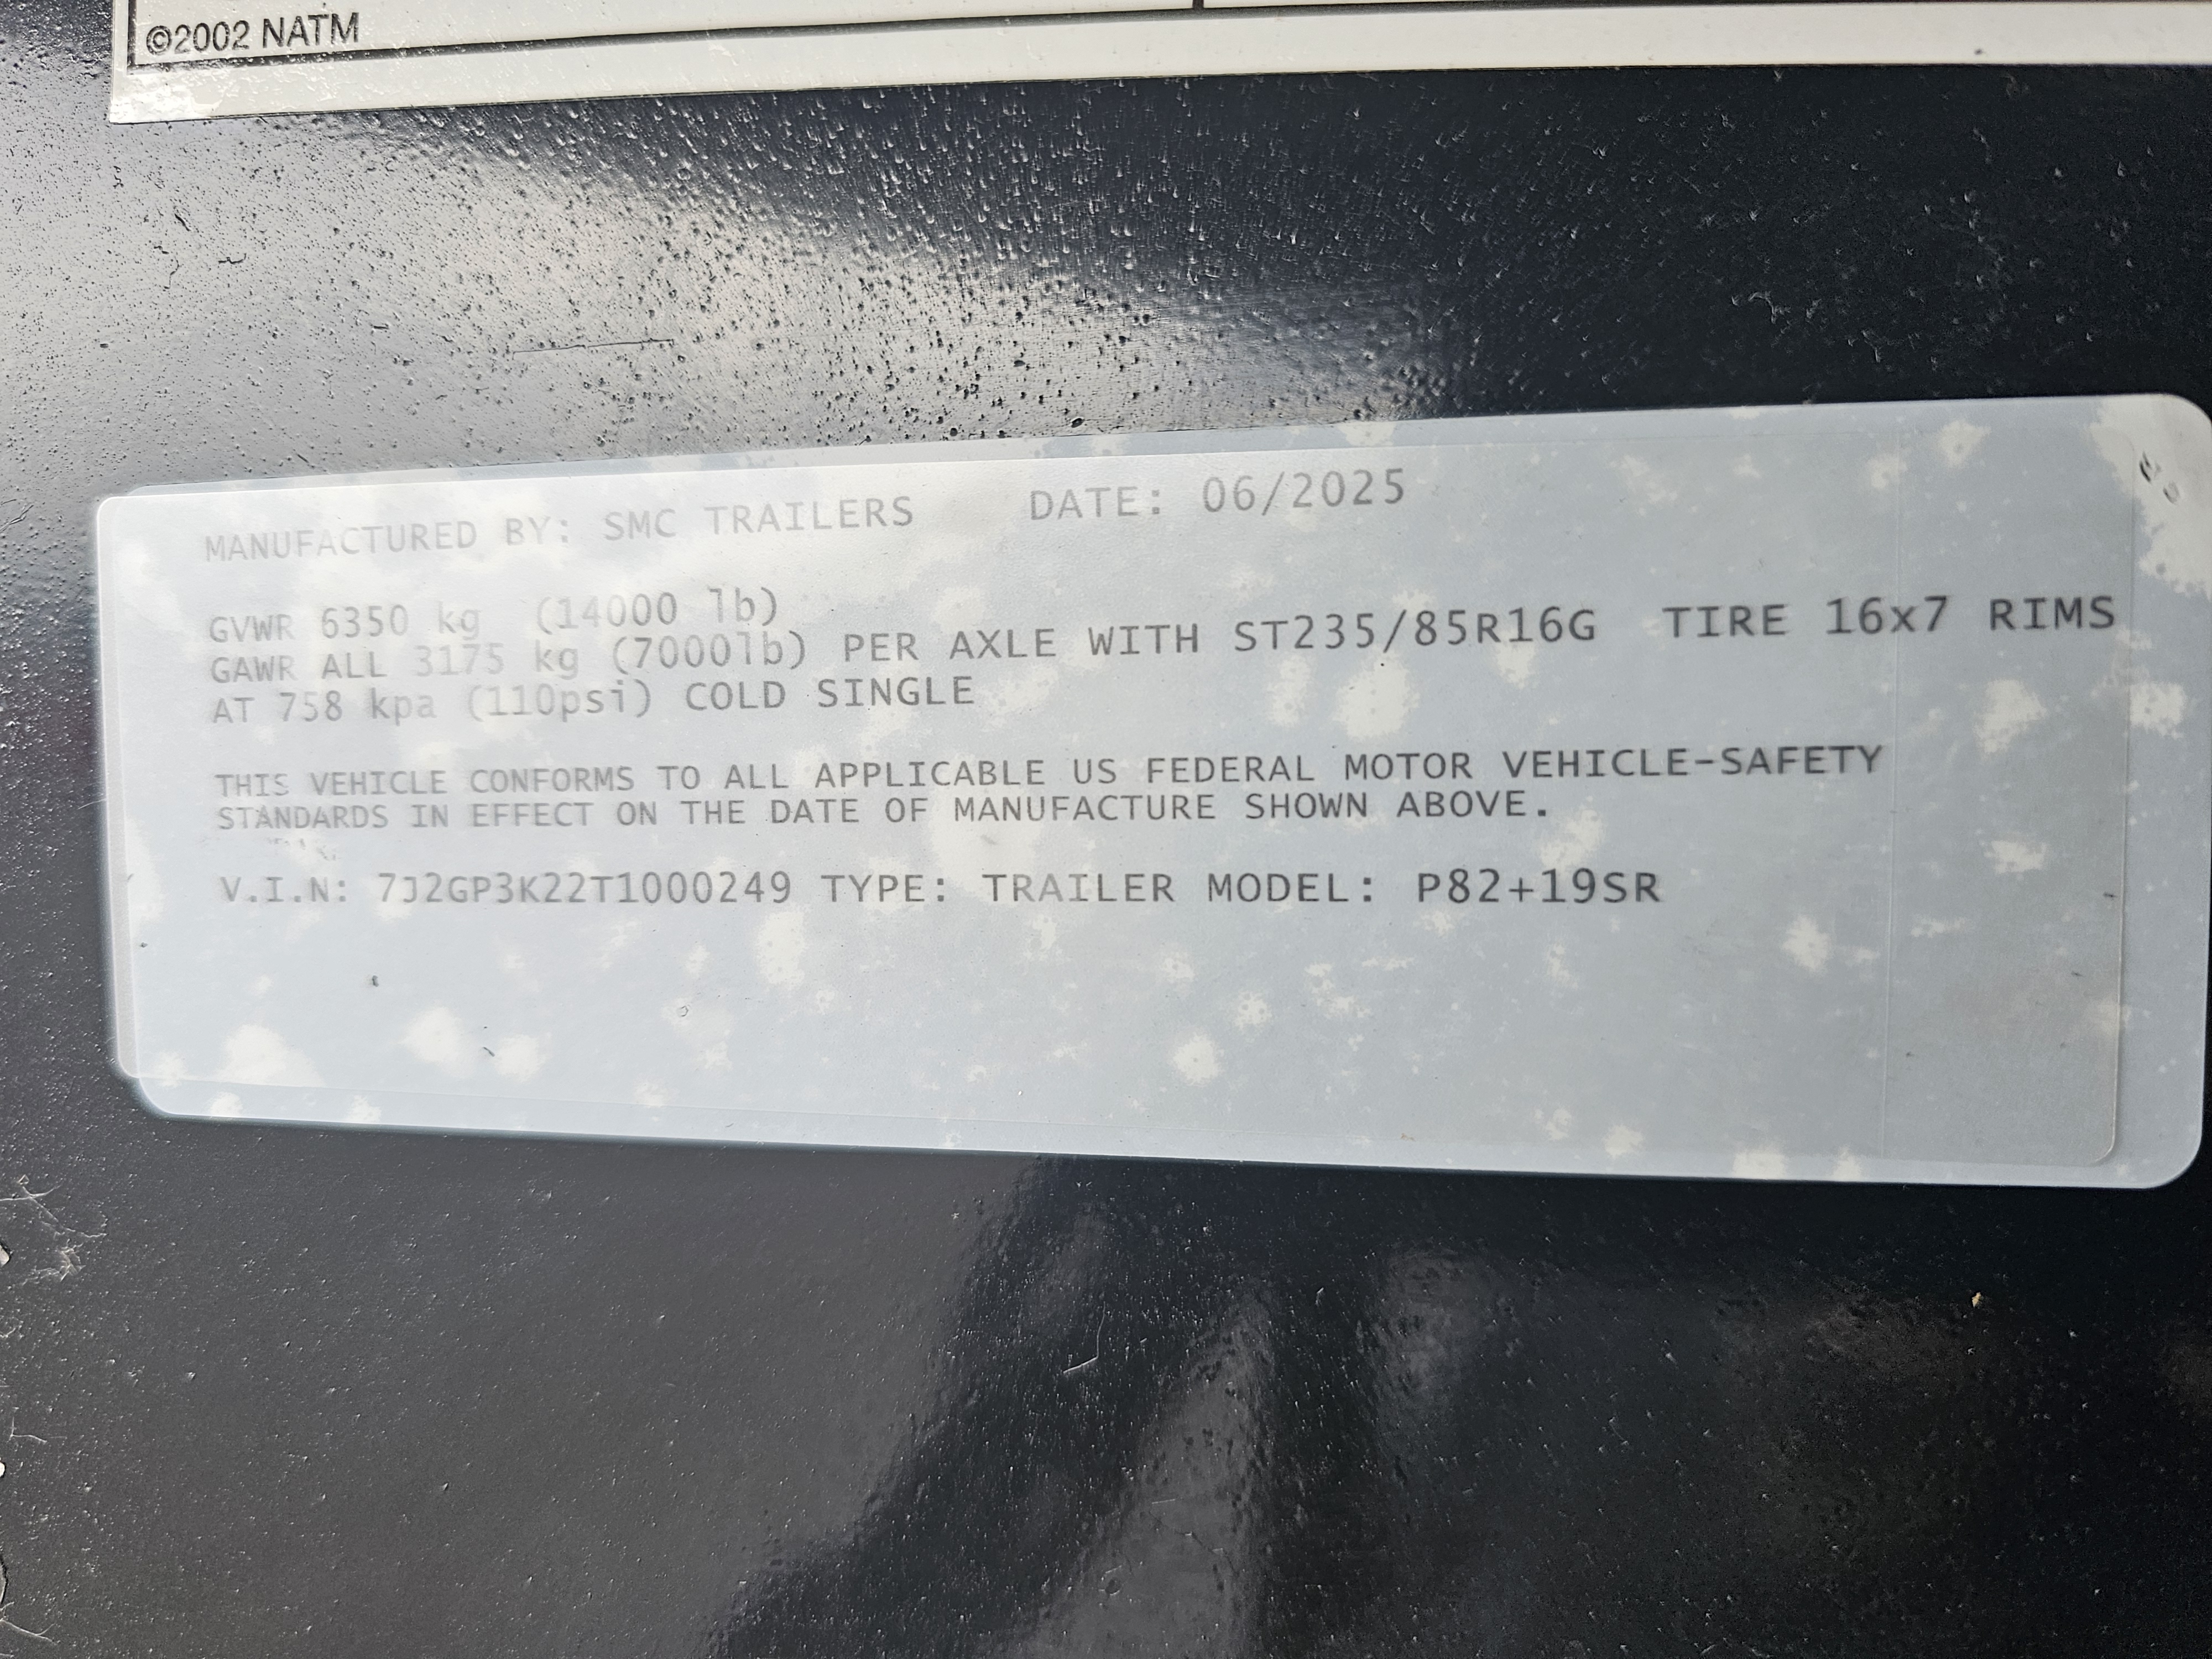 ©2002 NATM
MANUFACTURED BY: SMC TRAILERS DATE: 06/2025
GVWR 6350 kg (14000 lb)
GAWR ALL 3175 kg (7000lb) PER AXLE WITH ST235/85R16G TIRE 16x7 RIMS
AT 758 kpa (110psi) COLD SINGLE
THIS VEHICLE CONFORMS TO ALL APPLICABLE US FEDERAL MOTOR VEHICLE-SAFETY
STANDARDS IN EFFECT ON THE DATE OF MANUFACTURE SHOWN ABOVE.
V.I.N: 7J2GP3K22T1000249 TYPE: TRAILER MODEL: P82+19SR